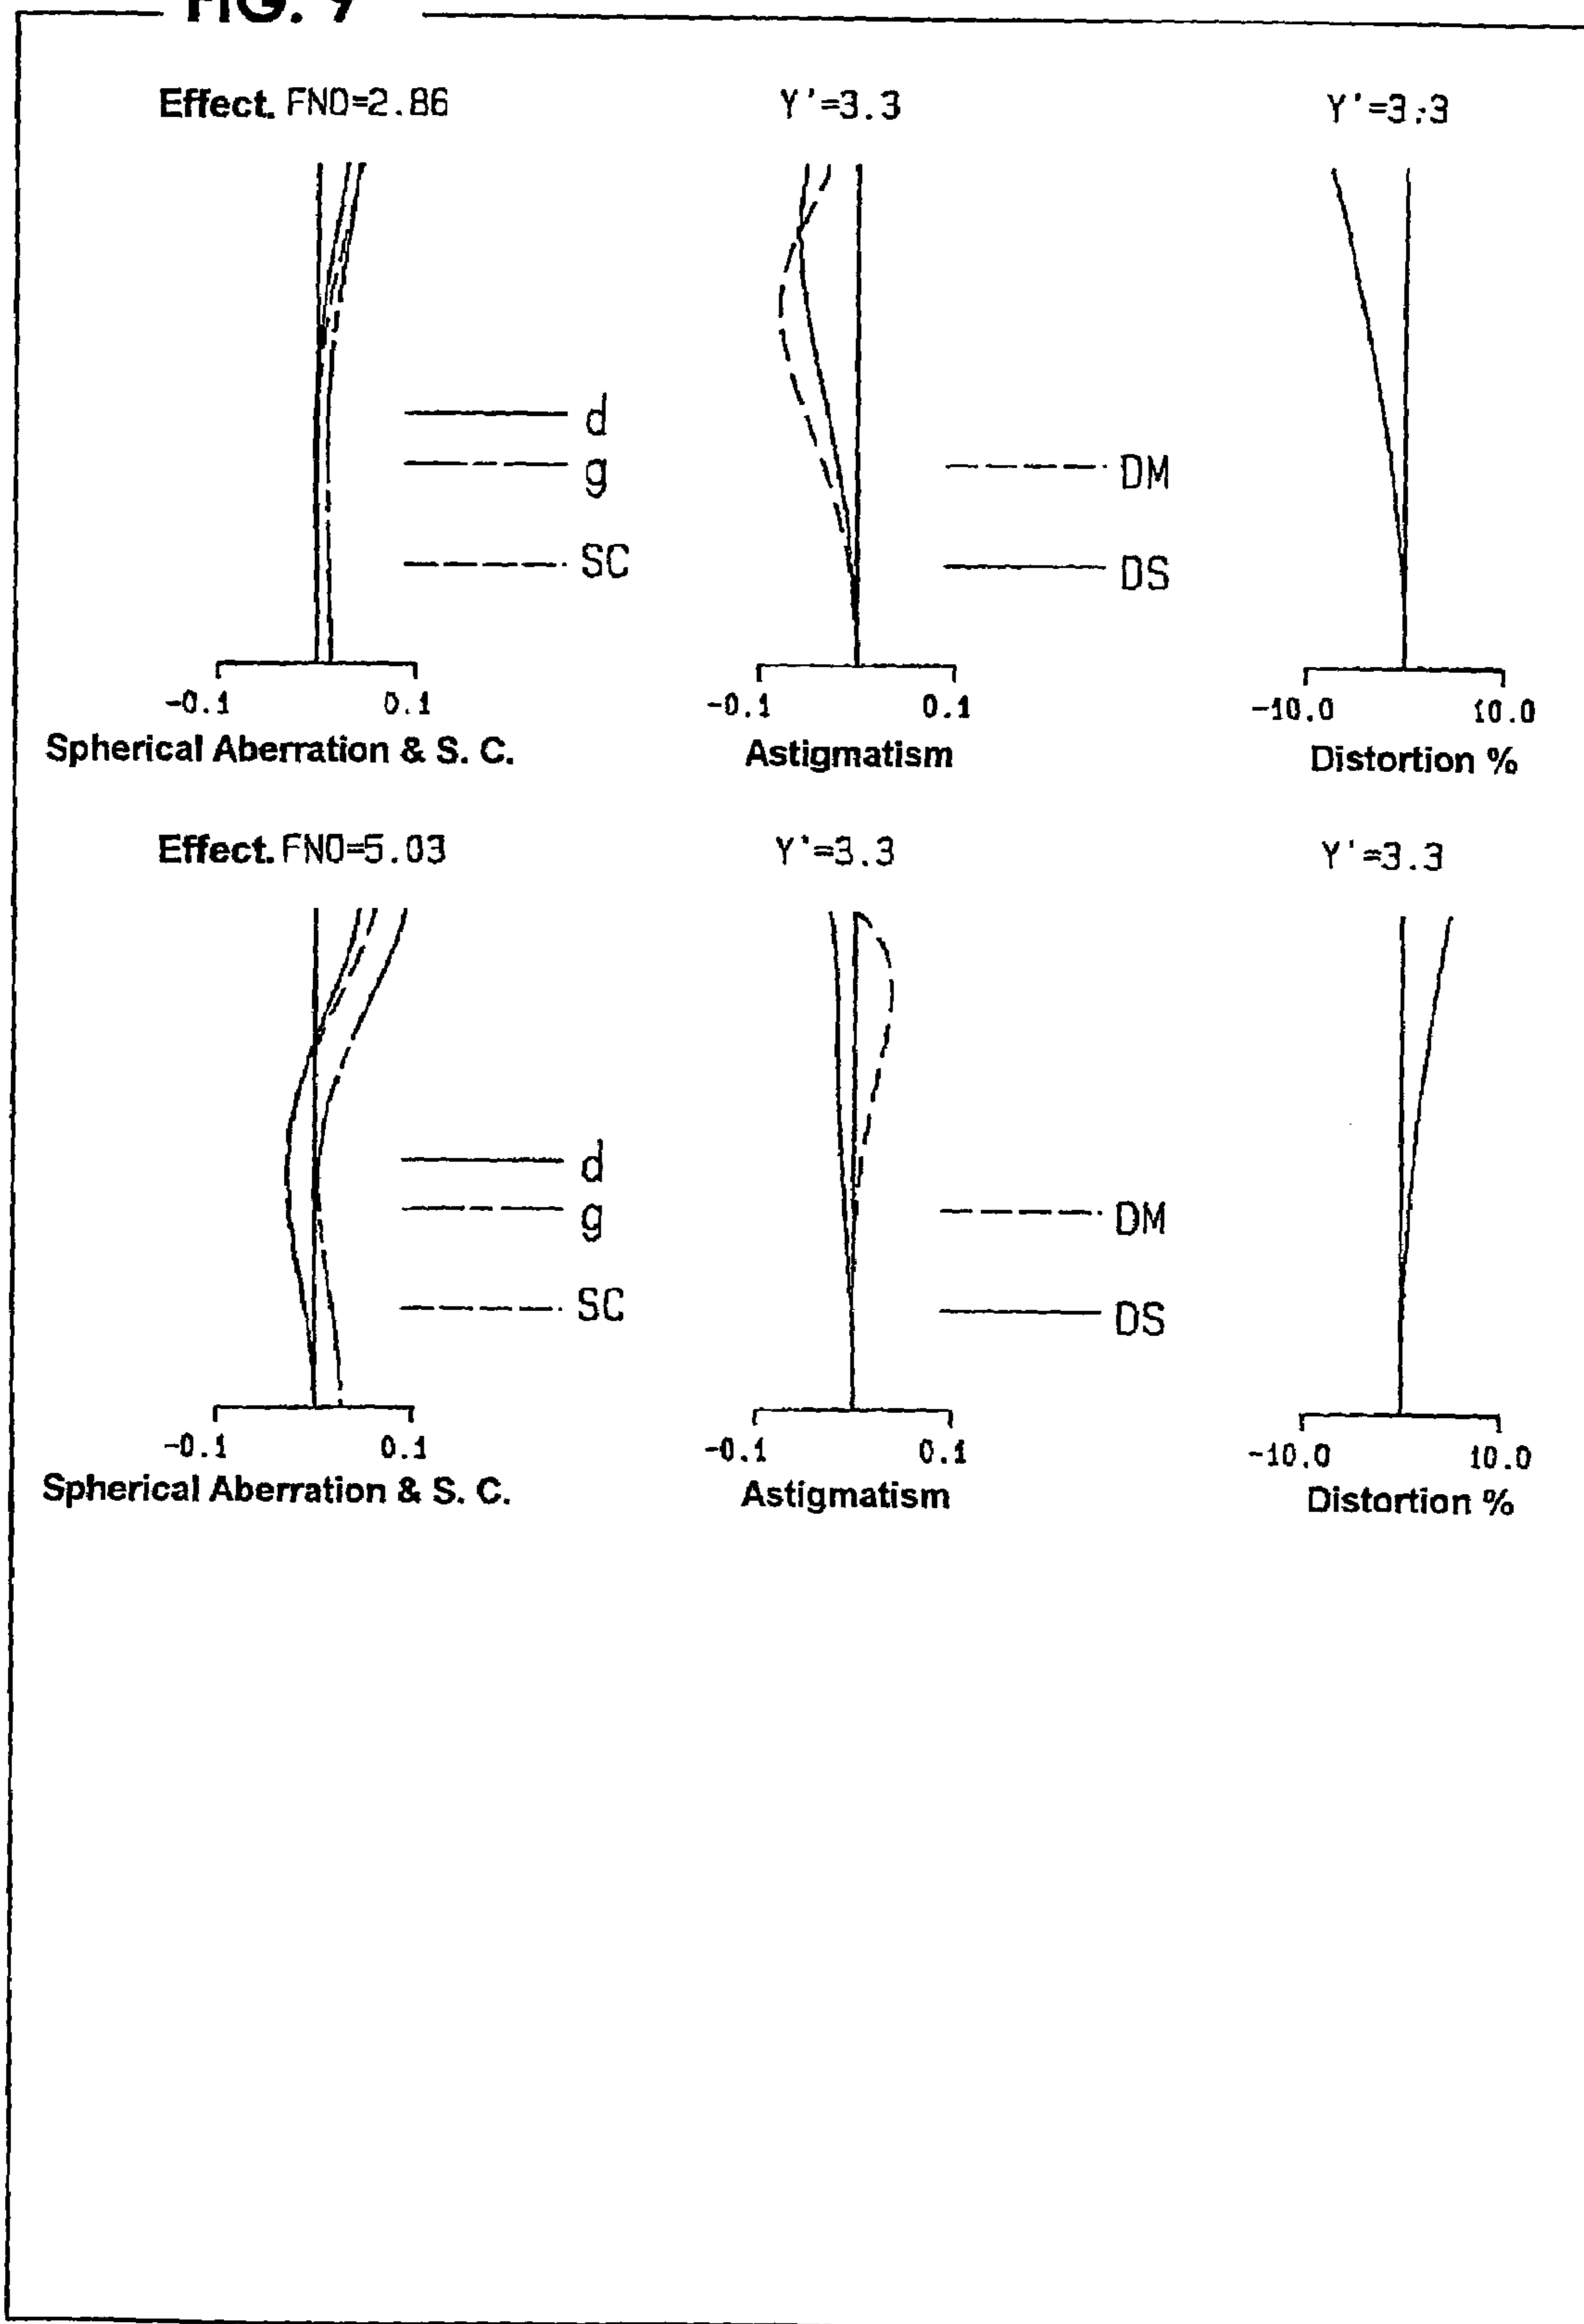 FIG. 9
Effect. FNO=2.86
Y'=3.3
Y'=3.3
d
g
SC
DM
DS
-0.1 0.1
Spherical Aberration & S. C.
-0.1 0.1
Astigmatism
-10.0 10.0
Distortion %
Effect. FNO=5.03
Y'=3.3
Y'=3.3
d
g
SC
DM
DS
-0.1 0.1
Spherical Aberration & S. C.
-0.1 0.1
Astigmatism
-10.0 10.0
Distortion %